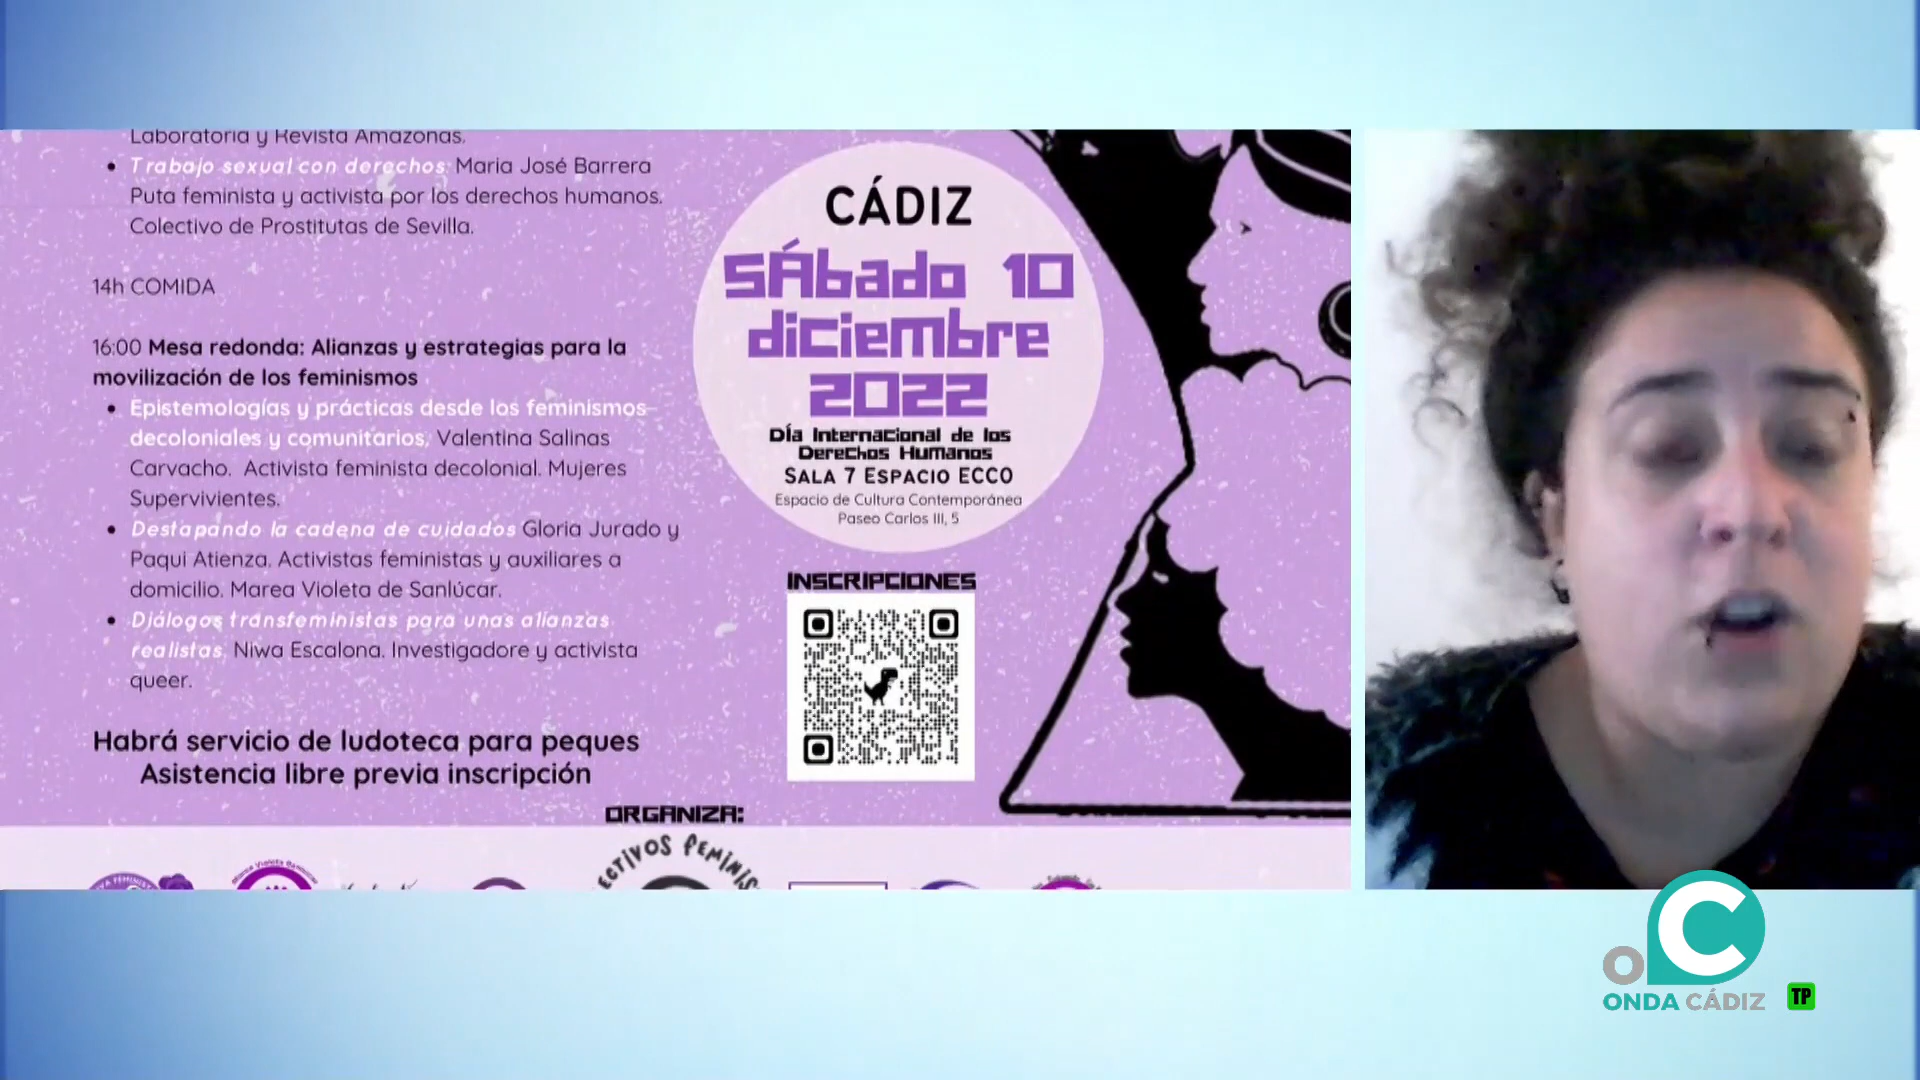 Laboratoria y Revista Amazonas.
• Trabajo sexual con derechos. Maria José Barrera
Puta feminista y activista por los derechos humanos.
Colectivo de Prostitutas de Sevilla.
14h COMIDA
16:00 Mesa redonda: Alianzas y estrategias para la
movilización de los feminismos
• Epistemologías y prácticas desde los feminismos
decoloniales y comunitarios. Valentina Salinas
Carvacho. Activista feminista decolonial. Mujeres
Supervivientes.
• Destapando la cadena de cuidados Gloria Jurado y
Paqui Atienza. Activistas feministas y auxiliares a
domicilio. Marea Violeta de Sanlúcar.
• Diálogos transfeministas para unas alianzas
realistas. Niwa Escalona. Investigadore y activista
queer.
Habrá servicio de ludoteca para peques
Asistencia libre previa inscripción
CÁDIZ
SÁbado 10
diciembre
2022
Día Internacional de los
Derechos Humanos
SALA 7 ESPACIO ECCO
Espacio de Cultura Contemporánea
Paseo Carlos III, 5
INSCRIPCIONES
ORGANIZA:
ONDA CÁDIZ
TP